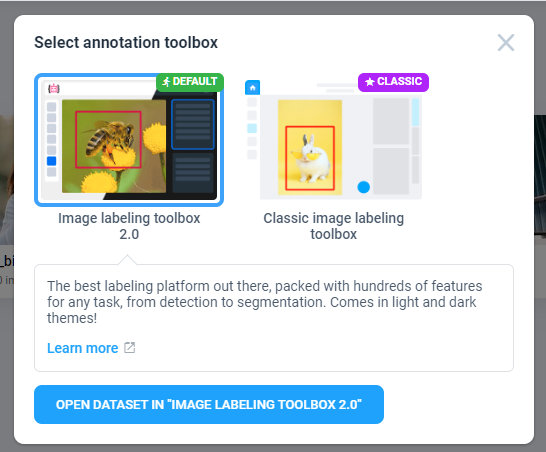 Select annotation toolbox
DEFAULT
CLASSIC
Image labeling toolbox
2.0
Classic image labeling
toolbox
The best labeling platform out there, packed with hundreds of features
for any task, from detection to segmentation. Comes in light and dark
themes!
Learn more
OPEN DATASET IN "IMAGE LABELING TOOLBOX 2.0"